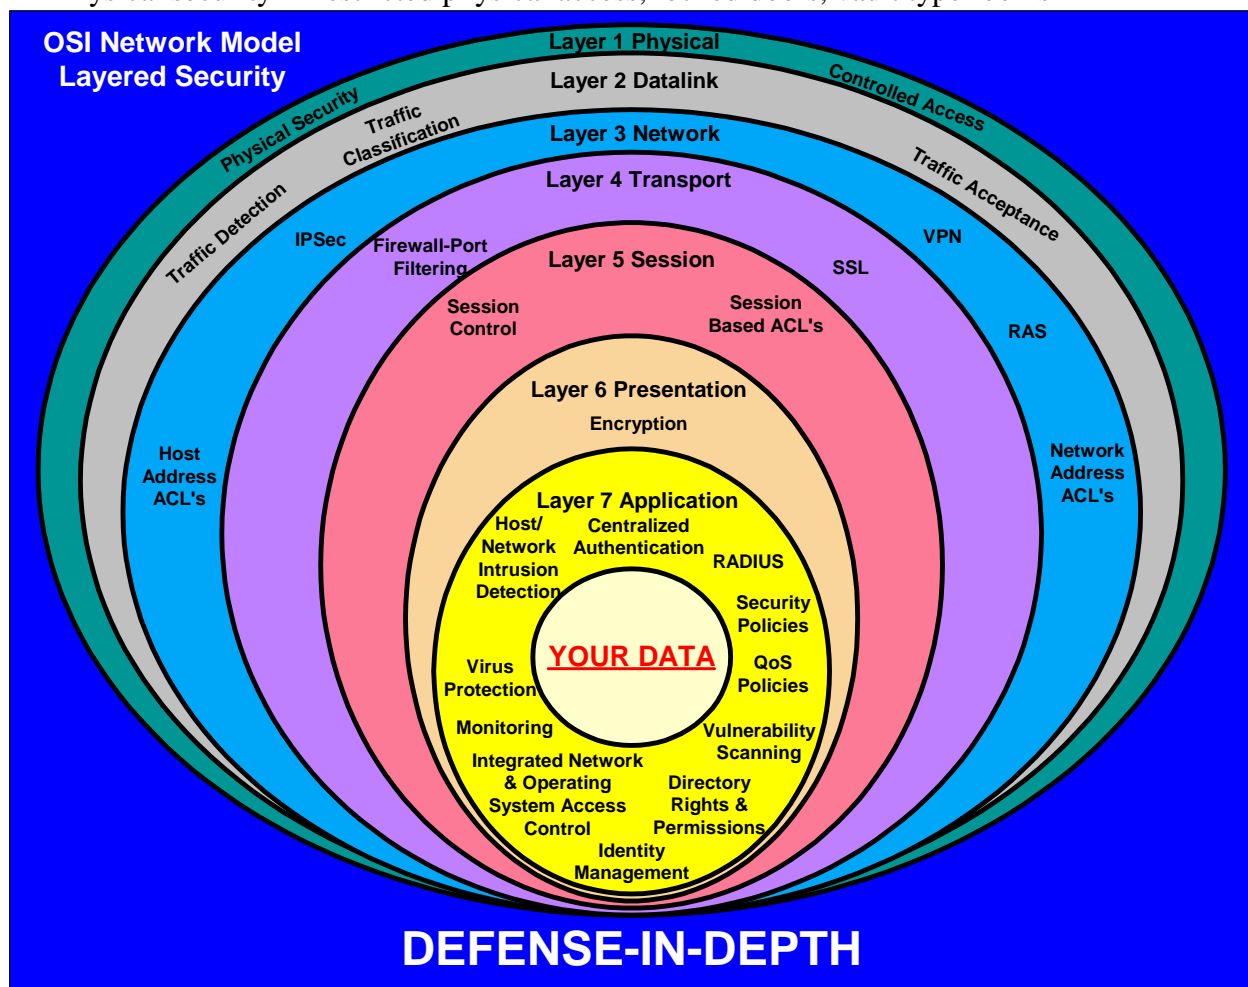 OSI Network Model
Layered Security
Layer 1 Physical
Physical Security
Controlled Access
Layer 2 Datalink
Traffic
Classification
Traffic Detection
Traffic Acceptance
Layer 3 Network
IPSec
VPN
RAS
Host
Address
ACL's
Network
Address
ACL's
Layer 4 Transport
Firewall-Port
Filtering
SSL
Layer 5 Session
Session
Control
Session
Based ACL's
Layer 6 Presentation
Encryption
Layer 7 Application
Host/
Network
Intrusion
Detection
Centralized
Authentication
RADIUS
Security
Policies
QoS
Policies
Vulnerability
Scanning
Directory
Rights &
Permissions
Identity
Management
Integrated Network
& Operating
System Access
Control
Monitoring
Virus
Protection
YOUR DATA
DEFENSE-IN-DEPTH